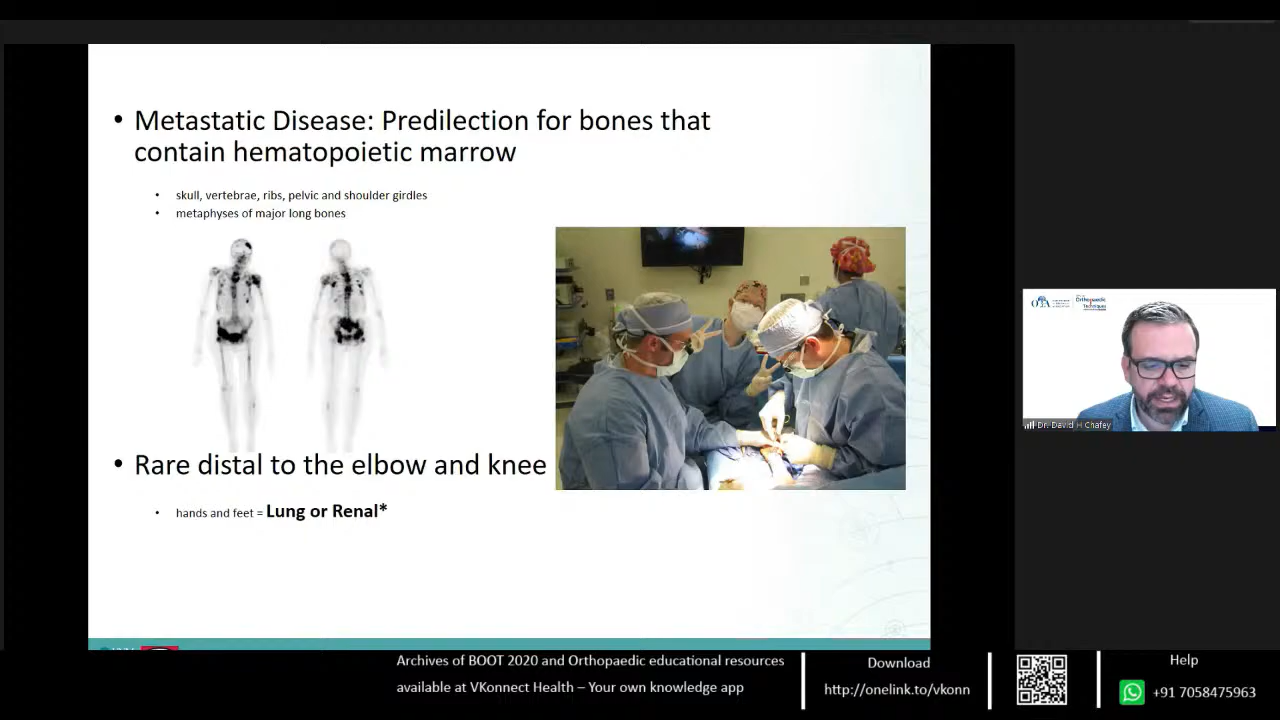 Metastatic Disease: Predilection for bones that
contain hematopoietic marrow
skull, vertebrae, ribs, pelvic and shoulder girdles
metaphyses of major long bones
Rare distal to the elbow and knee
hands and feet = Lung or Renal*
Dr. David H Chafey
Archives of BOOT 2020 and Orthopaedic educational resources
available at VKonnect Health – Your own knowledge app
Download
http://onelink.to/vkonn
Help
+91 7058475963